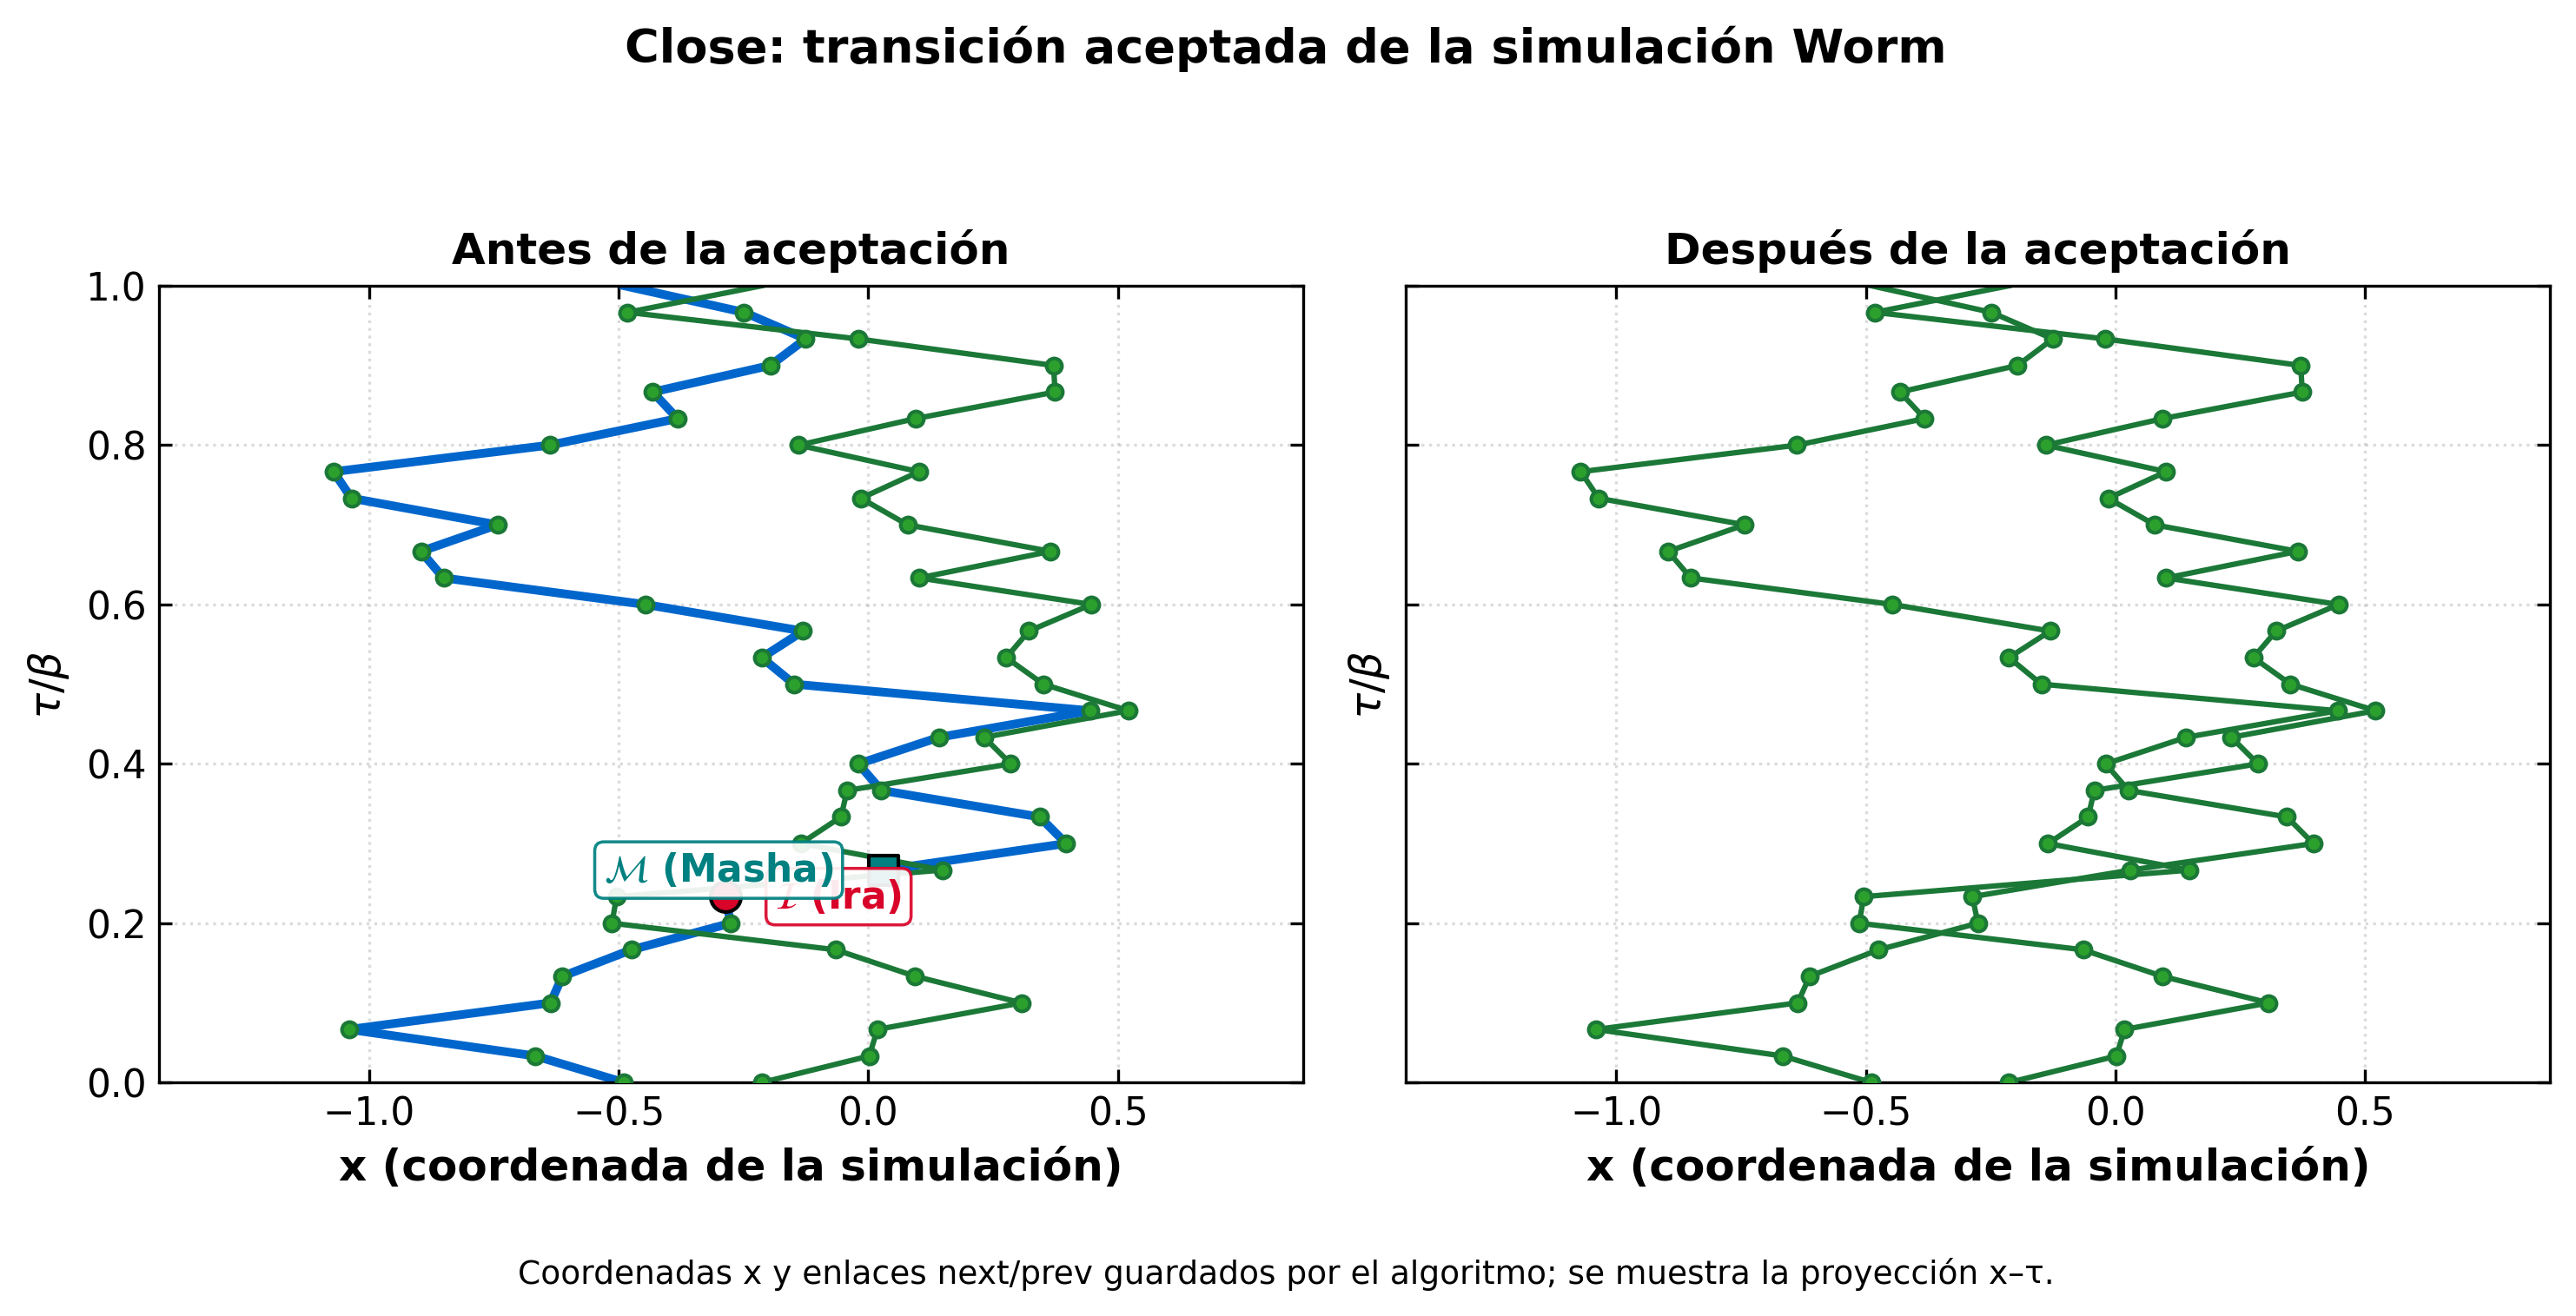 Close: transición aceptada de la simulación Worm
Antes de la aceptación
Después de la aceptación
1.0
0.8
0.6
0.4
0.2
0.0
τ/β
τ/β
ℳ (Masha)
ℐ (Ira)
−1.0 −0.5 0.0 0.5
−1.0 −0.5 0.0 0.5
x (coordenada de la simulación)
x (coordenada de la simulación)
Coordenadas x y enlaces next/prev guardados por el algoritmo; se muestra la proyección x–τ.